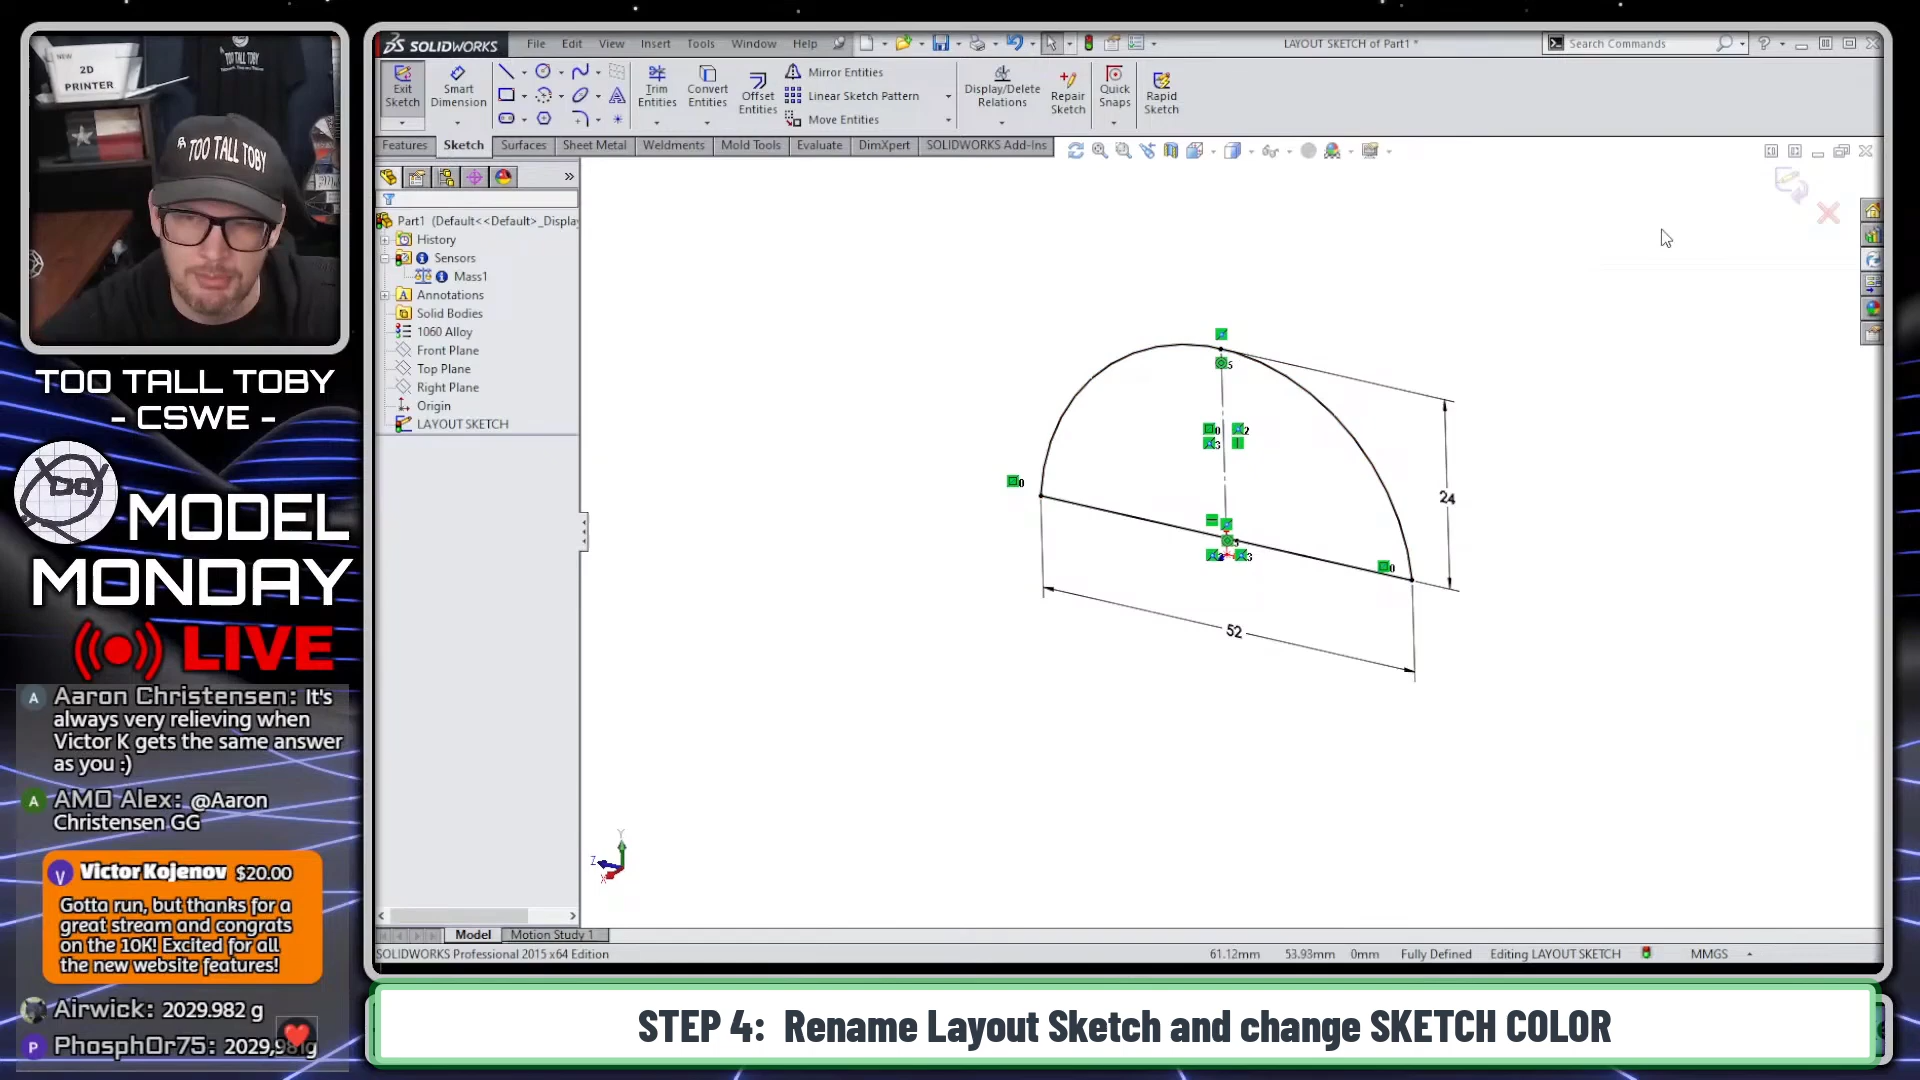 2D
PRINTER
TOO TALL TOBY
TOO TALL TOBY
- CSWE -
MODEL
MONDAY
LIVE
A Aaron Christensen: It's
always very relieving when
Victor K gets the same answer
as you :)
A AMO Alex: @Aaron
Christensen GG
V Victor Kojenov $20.00
Gotta run, but thanks for a
great stream and congrats
on the 10K! Excited for all
the new website features!
Airwick: 2029.982 g
P PhosphOr75:
SOLIDWORKS File Edit View Insert Tools Window Help LAYOUT SKETCH of Part1 * Search Commands
Exit
Sketch
Smart
Dimension
Trim
Entities
Convert
Entities
Offset
Entities
Mirror Entities
Linear Sketch Pattern
Move Entities
Display/Delete
Relations
Repair
Sketch
Quick
Snaps
Rapid
Sketch
Features Sketch Surfaces Sheet Metal Weldments Mold Tools Evaluate DimXpert SOLIDWORKS Add-Ins
Part1 (Default<<Default>_Display
History
Sensors
Mass1
Annotations
Solid Bodies
1060 Alloy
Front Plane
Top Plane
Right Plane
Origin
LAYOUT SKETCH
24
52
Y
Z
X
Model Motion Study 1
SOLIDWORKS Professional 2015 x64 Edition 61.12mm 53.93mm 0mm Fully Defined Editing LAYOUT SKETCH MMGS
STEP 4: Rename Layout Sketch and change SKETCH COLOR